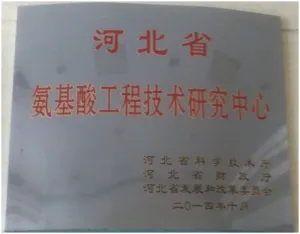 河北省
氨基酸工程技术研究中心
河北省科学技术厅
河北省财政厅
河北省发展和改革委员会
二〇一四年十月